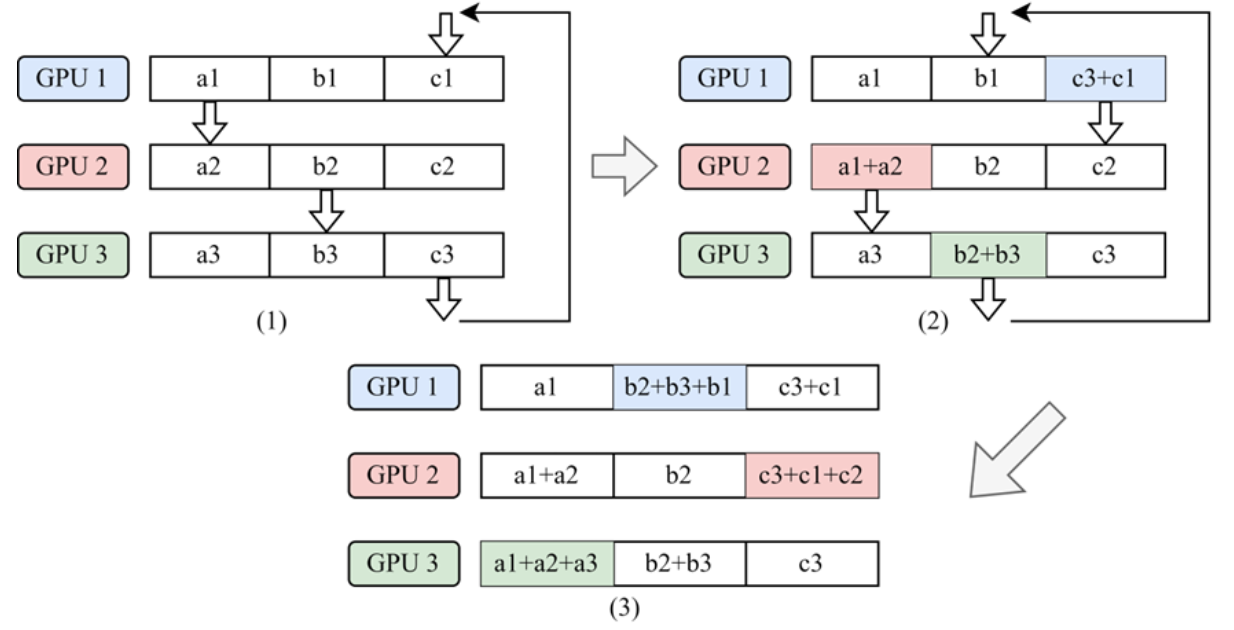 GPU 1 a1 b1 c1
GPU 2 a2 b2 c2
GPU 3 a3 b3 c3
(1)
GPU 1 a1 b1 c3+c1
GPU 2 a1+a2 b2 c2
GPU 3 a3 b2+b3 c3
(2)
GPU 1 a1 b2+b3+b1 c3+c1
GPU 2 a1+a2 b2 c3+c1+c2
GPU 3 a1+a2+a3 b2+b3 c3
(3)